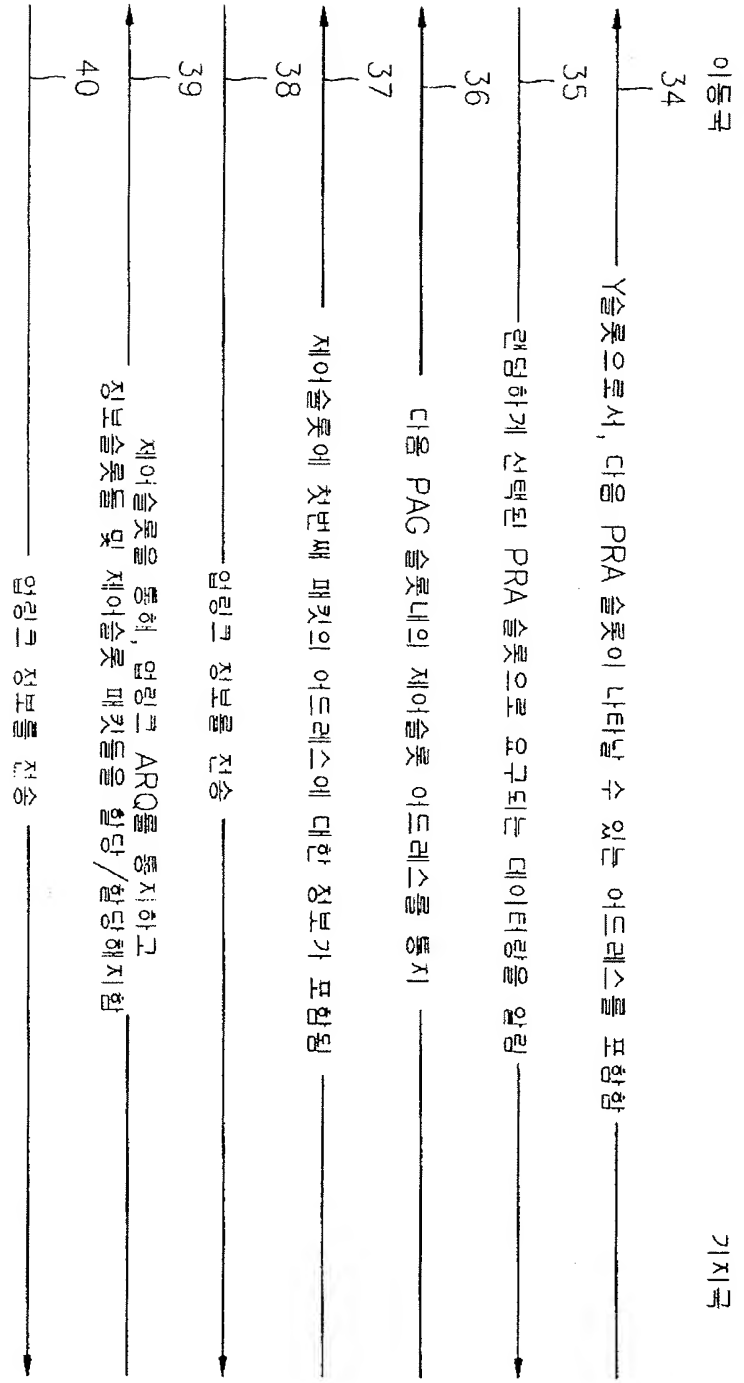 이동국
기지국
34
Y슬롯으로서, 다음 PRA 슬롯이 나타날 수 있는 어드레스를 포함함
35
랜덤하게 선택된 PRA 슬롯으로 요구되는 데이터량을 알림
36
다음 PAG 슬롯내의 제어슬롯 어드레스를 통지
37
제어슬롯에 첫번째 패킷의 어드레스에 대한 정보가 포함됨
38
업링크 정보를 전송
39
제어슬롯을 통해, 업링크 ARQ를 통지하고
정보슬롯들 및 제어슬롯 패킷들을 할당/할당해지함
40
업링크 정보를 전송